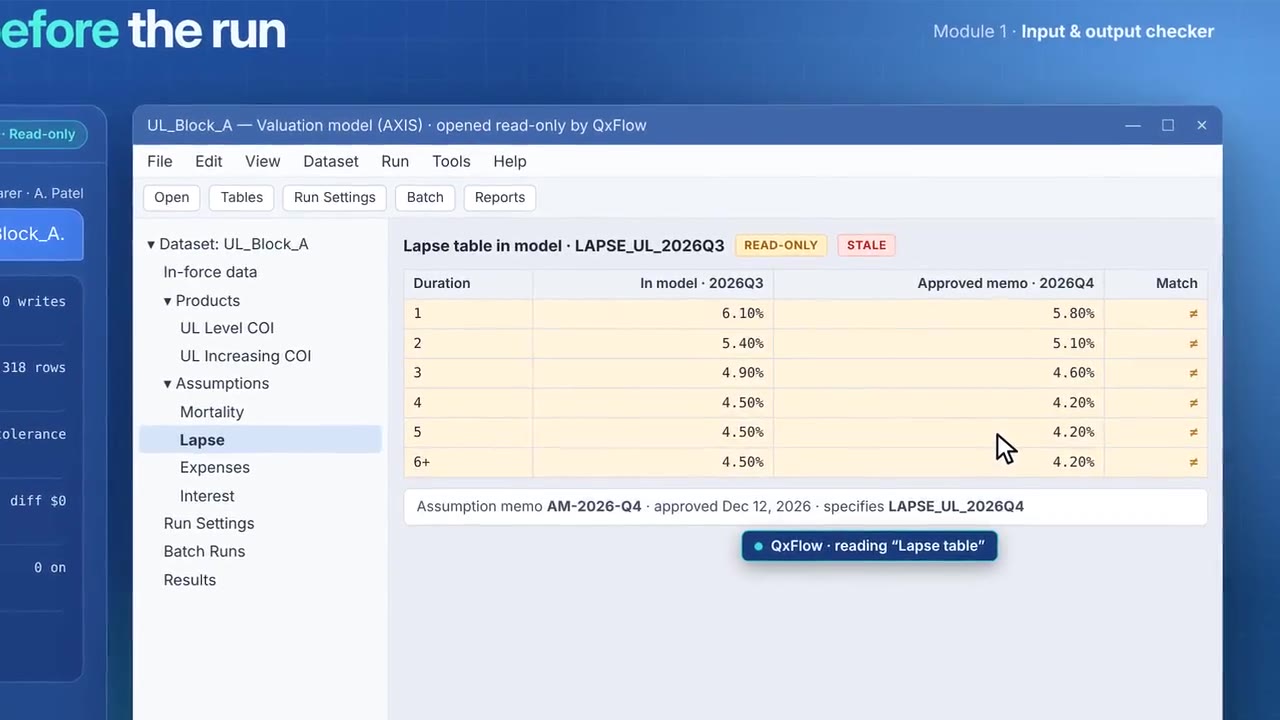 efore the run
Module 1 · Input & output checker
· Read-only
arer · A. Patel
Block_A.
0 writes
318 rows
tolerance
diff $0
0 on
UL_Block_A — Valuation model (AXIS) · opened read-only by QxFlow
File Edit View Dataset Run Tools Help
Open Tables Run Settings Batch Reports
▾ Dataset: UL_Block_A
In-force data
▾ Products
UL Level COI
UL Increasing COI
▾ Assumptions
Mortality
Lapse
Expenses
Interest
Run Settings
Batch Runs
Results
Lapse table in model · LAPSE_UL_2026Q3 READ-ONLY STALE
Duration In model · 2026Q3 Approved memo · 2026Q4 Match
1 6.10% 5.80% ≠
2 5.40% 5.10% ≠
3 4.90% 4.60% ≠
4 4.50% 4.20% ≠
5 4.50% 4.20% ≠
6+ 4.50% 4.20% ≠
Assumption memo AM-2026-Q4 · approved Dec 12, 2026 · specifies LAPSE_UL_2026Q4
QxFlow · reading “Lapse table”